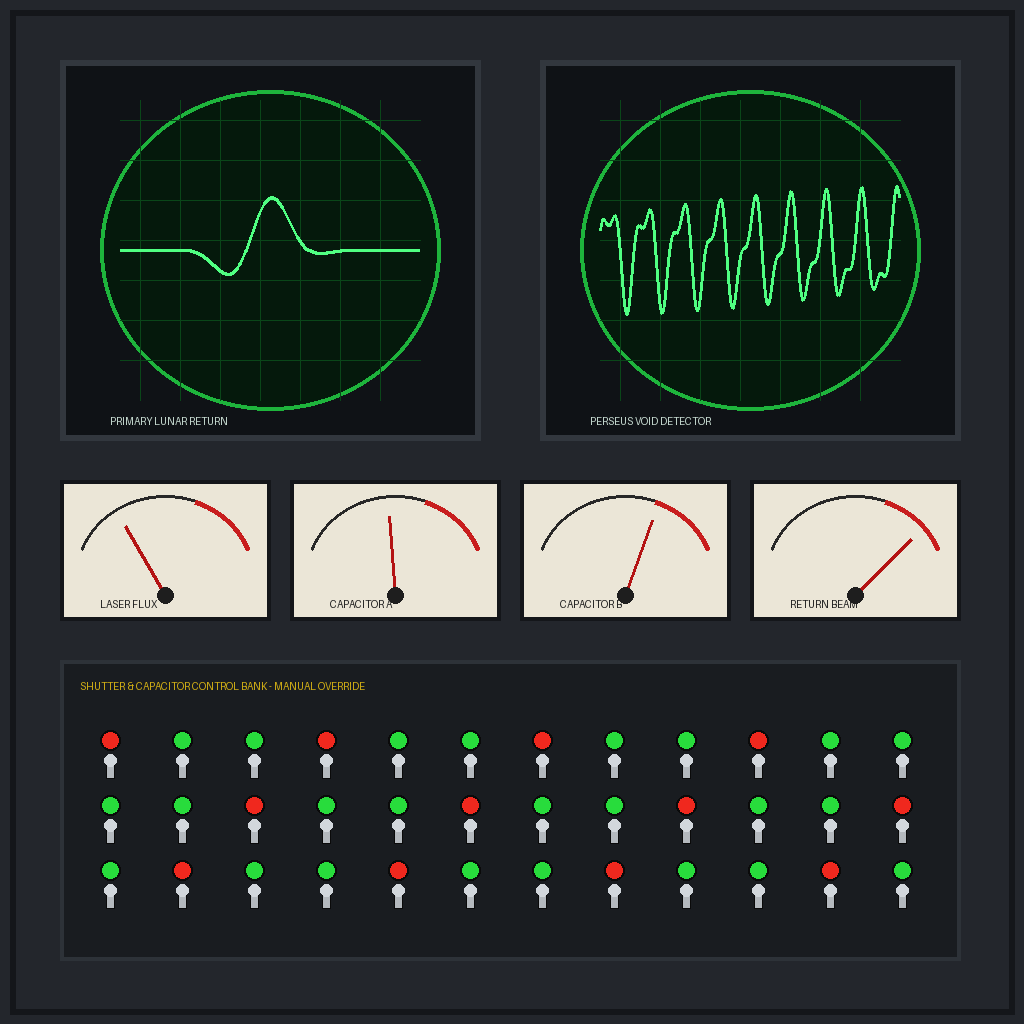 PRIMARY LUNAR RETURN
PERSEUS VOID DETECTOR
LASER FLUX
CAPACITOR A
CAPACITOR B
RETURN BEAM
SHUTTER & CAPACITOR CONTROL BANK - MANUAL OVERRIDE